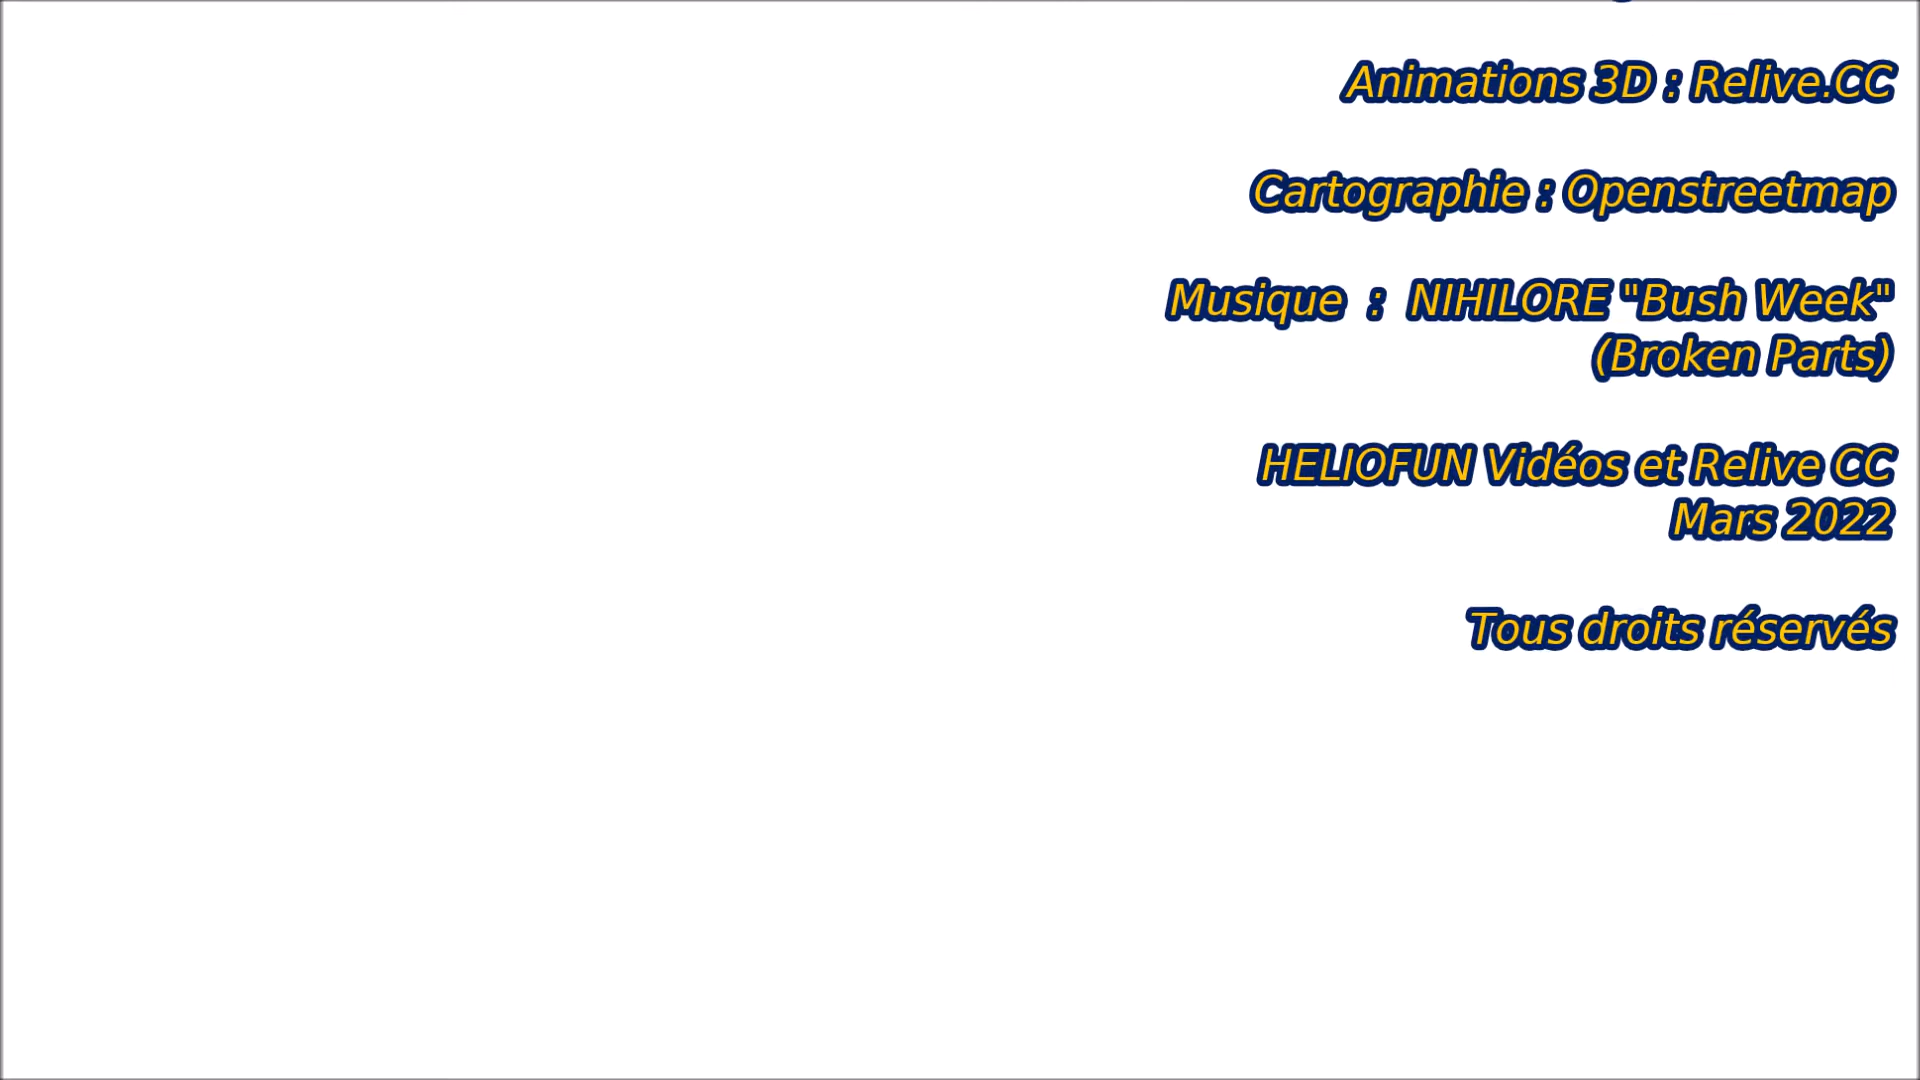 Animations 3D : Relive.CC
Cartographie : Openstreetmap
Musique  :  NIHILORE "Bush Week"
(Broken Parts)
HELIOFUN Vidéos et Relive CC
Mars 2022
Tous droits réservés